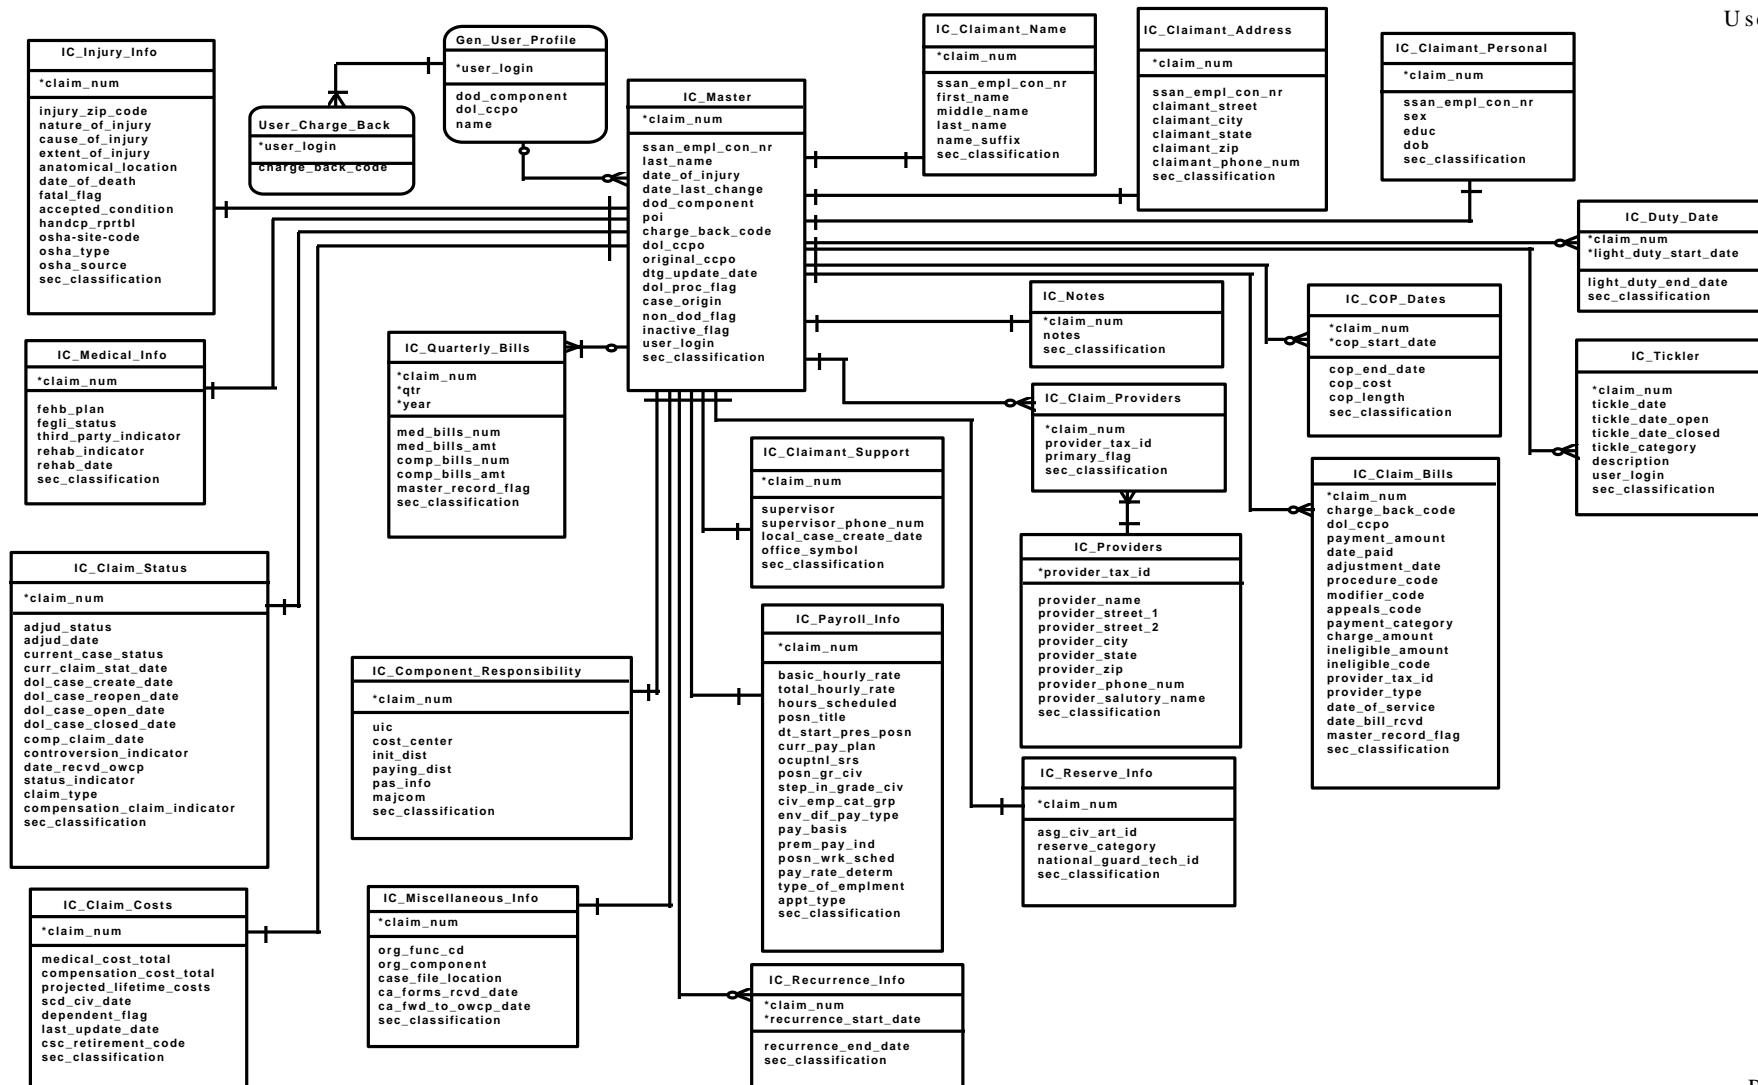 Use
IC_Injury_Info
*claim_num
injury_zip_code
nature_of_injury
cause_of_injury
extent_of_injury
anatomical_location
date_of_death
fatal_flag
accepted_condition
handcp_rprtbl
osha-site-code
osha_type
osha_source
sec_classification
Gen_User_Profile
*user_login
dod_component
dol_ccpo
name
User_Charge_Back
*user_login
charge_back_code
IC_Master
*claim_num
ssan_empl_con_nr
last_name
date_of_injury
date_last_change
dod_component
poi
charge_back_code
dol_ccpo
original_ccpo
dtg_update_date
dol_proc_flag
case_origin
non_dod_flag
inactive_flag
user_login
sec_classification
IC_Claimant_Name
*claim_num
ssan_empl_con_nr
first_name
middle_name
last_name
name_suffix
sec_classification
IC_Claimant_Address
*claim_num
ssan_empl_con_nr
claimant_street
claimant_city
claimant_state
claimant_zip
claimant_phone_num
sec_classification
IC_Claimant_Personal
*claim_num
ssan_empl_con_nr
sex
educ
dob
sec_classification
IC_Duty_Date
*claim_num
*light_duty_start_date
light_duty_end_date
sec_classification
IC_Notes
*claim_num
notes
sec_classification
IC_COP_Dates
*claim_num
*cop_start_date
cop_end_date
cop_cost
cop_length
sec_classification
IC_Tickler
*claim_num
tickle_date
tickle_date_open
tickle_date_closed
tickle_category
description
user_login
sec_classification
IC_Medical_Info
*claim_num
fehb_plan
fegli_status
third_party_indicator
rehab_indicator
rehab_date
sec_classification
IC_Quarterly_Bills
*claim_num
*qtr
*year
med_bills_num
med_bills_amt
comp_bills_num
comp_bills_amt
master_record_flag
sec_classification
IC_Claim_Providers
*claim_num
provider_tax_id
primary_flag
sec_classification
IC_Claimant_Support
*claim_num
supervisor
supervisor_phone_num
local_case_create_date
office_symbol
sec_classification
IC_Claim_Bills
*claim_num
charge_back_code
dol_ccpo
payment_amount
date_paid
adjustment_date
procedure_code
modifier_code
appeals_code
payment_category
charge_amount
ineligible_amount
ineligible_code
provider_tax_id
provider_type
date_of_service
date_bill_rcvd
master_record_flag
sec_classification
IC_Providers
*provider_tax_id
provider_name
provider_street_1
provider_street_2
provider_city
provider_state
provider_zip
provider_phone_num
provider_salutory_name
sec_classification
IC_Claim_Status
*claim_num
adjud_status
adjud_date
current_case_status
curr_claim_stat_date
dol_case_create_date
dol_case_reopen_date
dol_case_open_date
dol_case_closed_date
comp_claim_date
controversion_indicator
date_recvd_owcp
status_indicator
claim_type
compensation_claim_indicator
sec_classification
IC_Component_Responsibility
*claim_num
uic
cost_center
init_dist
paying_dist
pas_info
majcom
sec_classification
IC_Payroll_Info
*claim_num
basic_hourly_rate
total_hourly_rate
hours_scheduled
posn_title
dt_start_pres_posn
curr_pay_plan
ocuptnl_srs
posn_gr_civ
step_in_grade_civ
civ_emp_cat_grp
env_dif_pay_type
pay_basis
prem_pay_ind
posn_wrk_sched
pay_rate_determ
type_of_emplment
appt_type
sec_classification
IC_Reserve_Info
*claim_num
asg_civ_art_id
reserve_category
national_guard_tech_id
sec_classification
IC_Claim_Costs
*claim_num
medical_cost_total
compensation_cost_total
projected_lifetime_costs
scd_civ_date
dependent_flag
last_update_date
csc_retirement_code
sec_classification
IC_Miscellaneous_Info
*claim_num
org_func_cd
org_component
case_file_location
ca_forms_rcvd_date
ca_fwd_to_owcp_date
sec_classification
IC_Recurrence_Info
*claim_num
*recurrence_start_date
recurrence_end_date
sec_classification